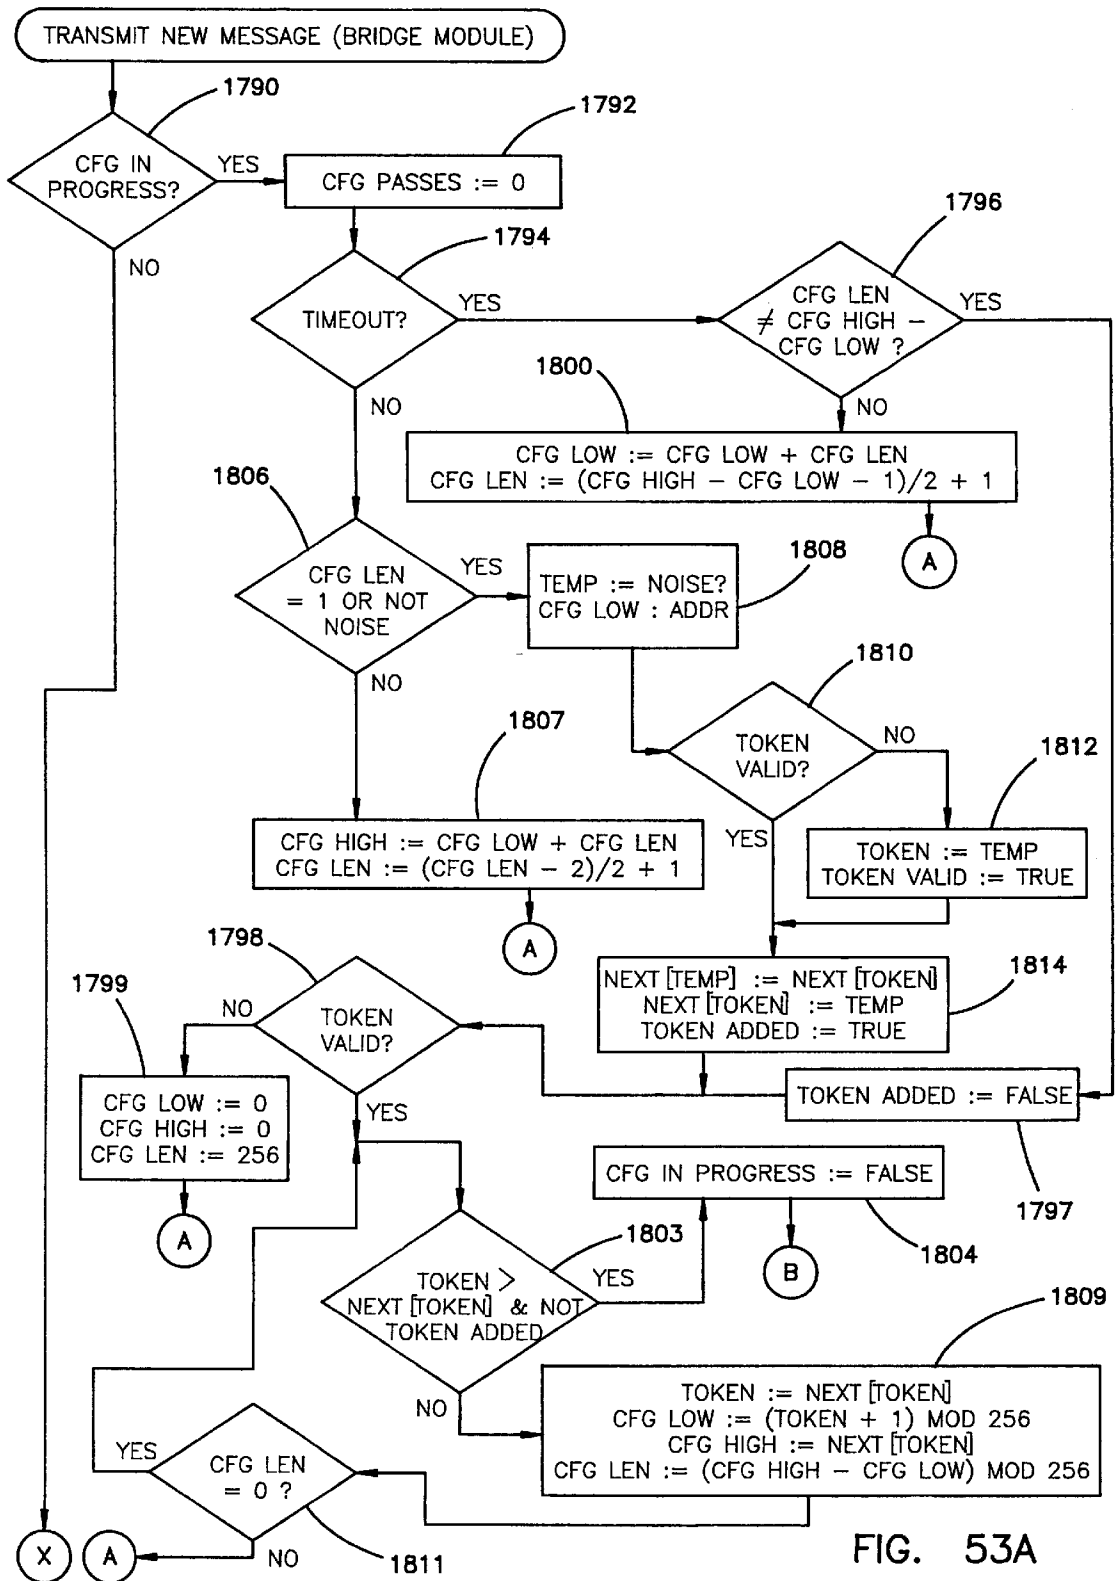 TRANSMIT NEW MESSAGE (BRIDGE MODULE)
1790
CFG IN
PROGRESS?
YES
NO
1792
CFG PASSES := 0
1794
TIMEOUT?
YES
NO
1796
CFG LEN
≠ CFG HIGH –
CFG LOW ?
YES
NO
1800
CFG LOW := CFG LOW + CFG LEN
CFG LEN := (CFG HIGH – CFG LOW – 1)/2 + 1
A
1806
CFG LEN
= 1 OR NOT
NOISE
YES
NO
1808
TEMP := NOISE?
CFG LOW : ADDR
1810
TOKEN
VALID?
NO
YES
1812
TOKEN := TEMP
TOKEN VALID := TRUE
1807
CFG HIGH := CFG LOW + CFG LEN
CFG LEN := (CFG LEN – 2)/2 + 1
A
1814
NEXT [TEMP] := NEXT [TOKEN]
NEXT [TOKEN] := TEMP
TOKEN ADDED := TRUE
1798
TOKEN
VALID?
NO
YES
1799
CFG LOW := 0
CFG HIGH := 0
CFG LEN := 256
A
TOKEN ADDED := FALSE
1797
CFG IN PROGRESS := FALSE
1804
B
1803
TOKEN >
NEXT [TOKEN] & NOT
TOKEN ADDED
YES
NO
1809
TOKEN := NEXT [TOKEN]
CFG LOW := (TOKEN + 1) MOD 256
CFG HIGH := NEXT [TOKEN]
CFG LEN := (CFG HIGH – CFG LOW) MOD 256
YES
CFG LEN
= 0 ?
NO
1811
X
A
FIG. 53A